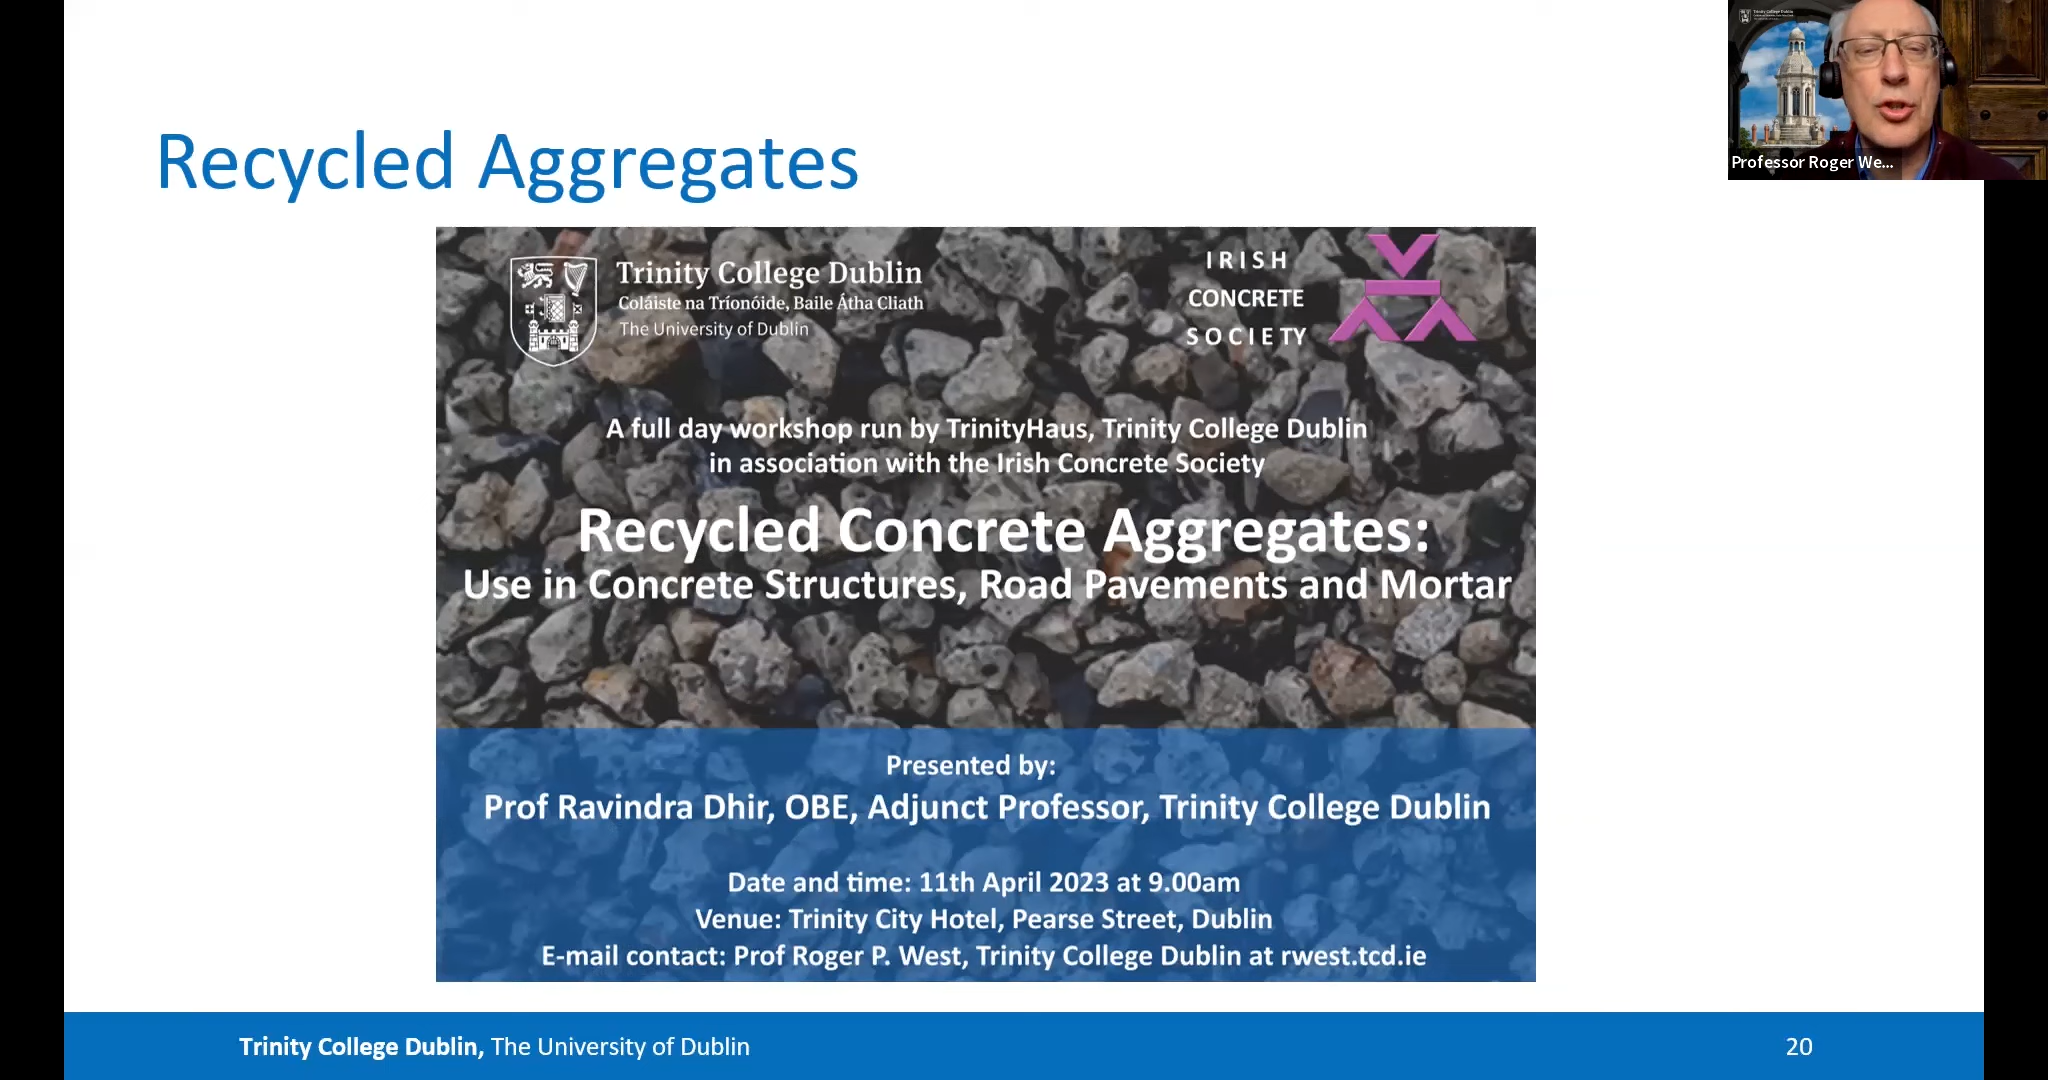 Recycled Aggregates
Professor Roger We...
Trinity College Dublin
Coláiste na Tríonóide, Baile Átha Cliath
The University of Dublin
IRISH
CONCRETE
SOCIETY
A full day workshop run by TrinityHaus, Trinity College Dublin
in association with the Irish Concrete Society
Recycled Concrete Aggregates:
Use in Concrete Structures, Road Pavements and Mortar
Presented by:
Prof Ravindra Dhir, OBE, Adjunct Professor, Trinity College Dublin
Date and time: 11th April 2023 at 9.00am
Venue: Trinity City Hotel, Pearse Street, Dublin
E-mail contact: Prof Roger P. West, Trinity College Dublin at rwest.tcd.ie
Trinity College Dublin, The University of Dublin
20